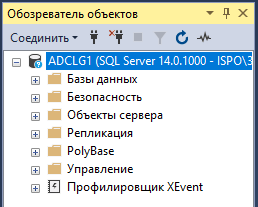 Обозреватель объектов
Соединить
ADCLG1 (SQL Server 14.0.1000 - ISPO\
Базы данных
Безопасность
Объекты сервера
Репликация
PolyBase
Управление
Профилировщик XEvent